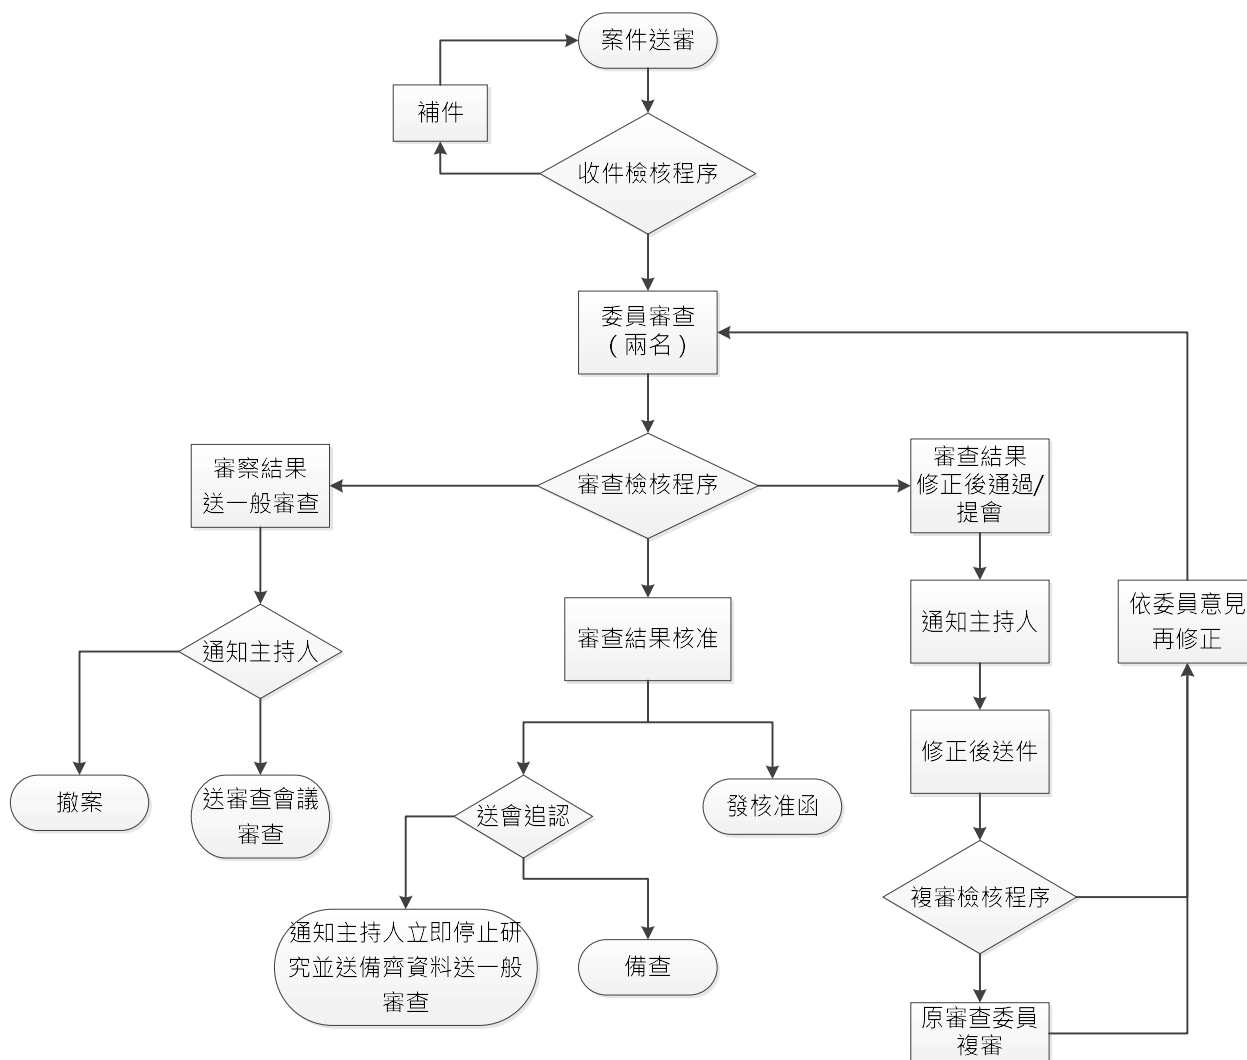 案件送審
補件
收件檢核程序
委員審查
（兩名）
審察結果
送一般審查
審查檢核程序
審查結果
修正後通過/
提會
通知主持人
審查結果核准
通知主持人
依委員意見
再修正
撤案
送審查會議
審查
送會追認
發核准函
修正後送件
通知主持人立即停止研
究並送備齊資料送一般
審查
備查
複審檢核程序
原審查委員
複審